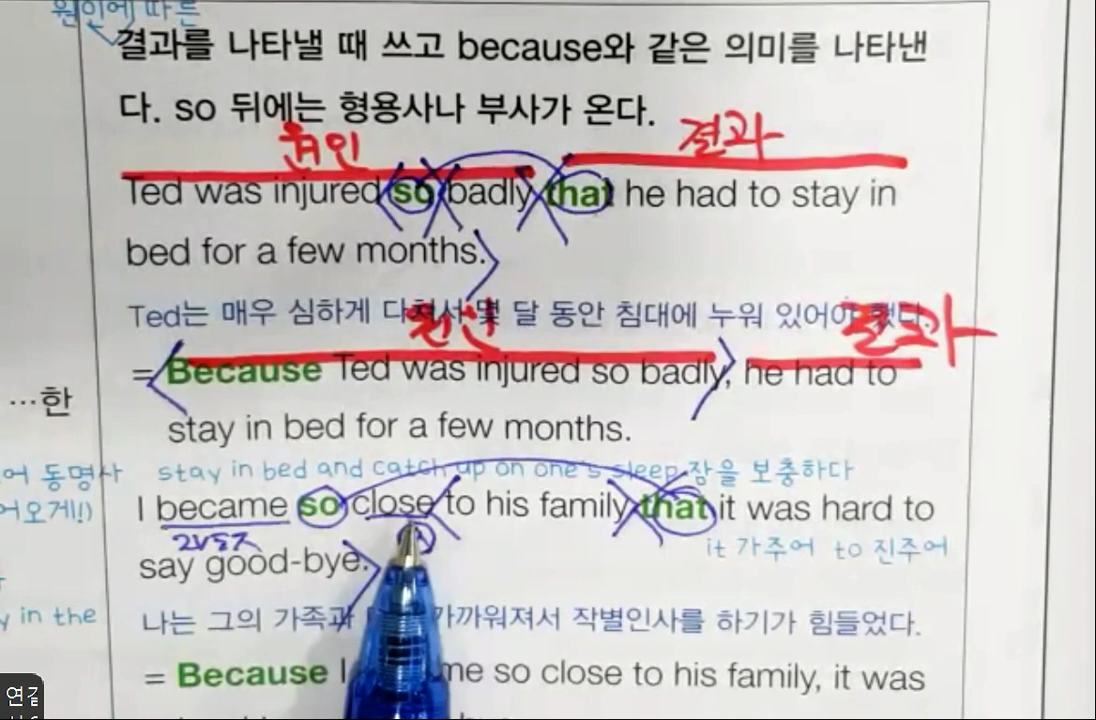 원인에 따른
결과를 나타낼 때 쓰고 because와 같은 의미를 나타낸
다. so 뒤에는 형용사나 부사가 온다.
원인 결과
Ted was injured so badly that he had to stay in
bed for a few months.
Ted는 매우 심하게 다쳐서 몇 달 동안 침대에 누워 있어야 했다.
원인 결과
= Because Ted was injured so badly, he had to
…한
stay in bed for a few months.
어 동명사 stay in bed and catch up on one's sleep 잠을 보충하다
어오게!) I became so close to his family that it was hard to
it 가주어 to 진주어
say good-bye.
y in the 나는 그의 가족과 가까워져서 작별인사를 하기가 힘들었다.
= Because I me so close to his family, it was